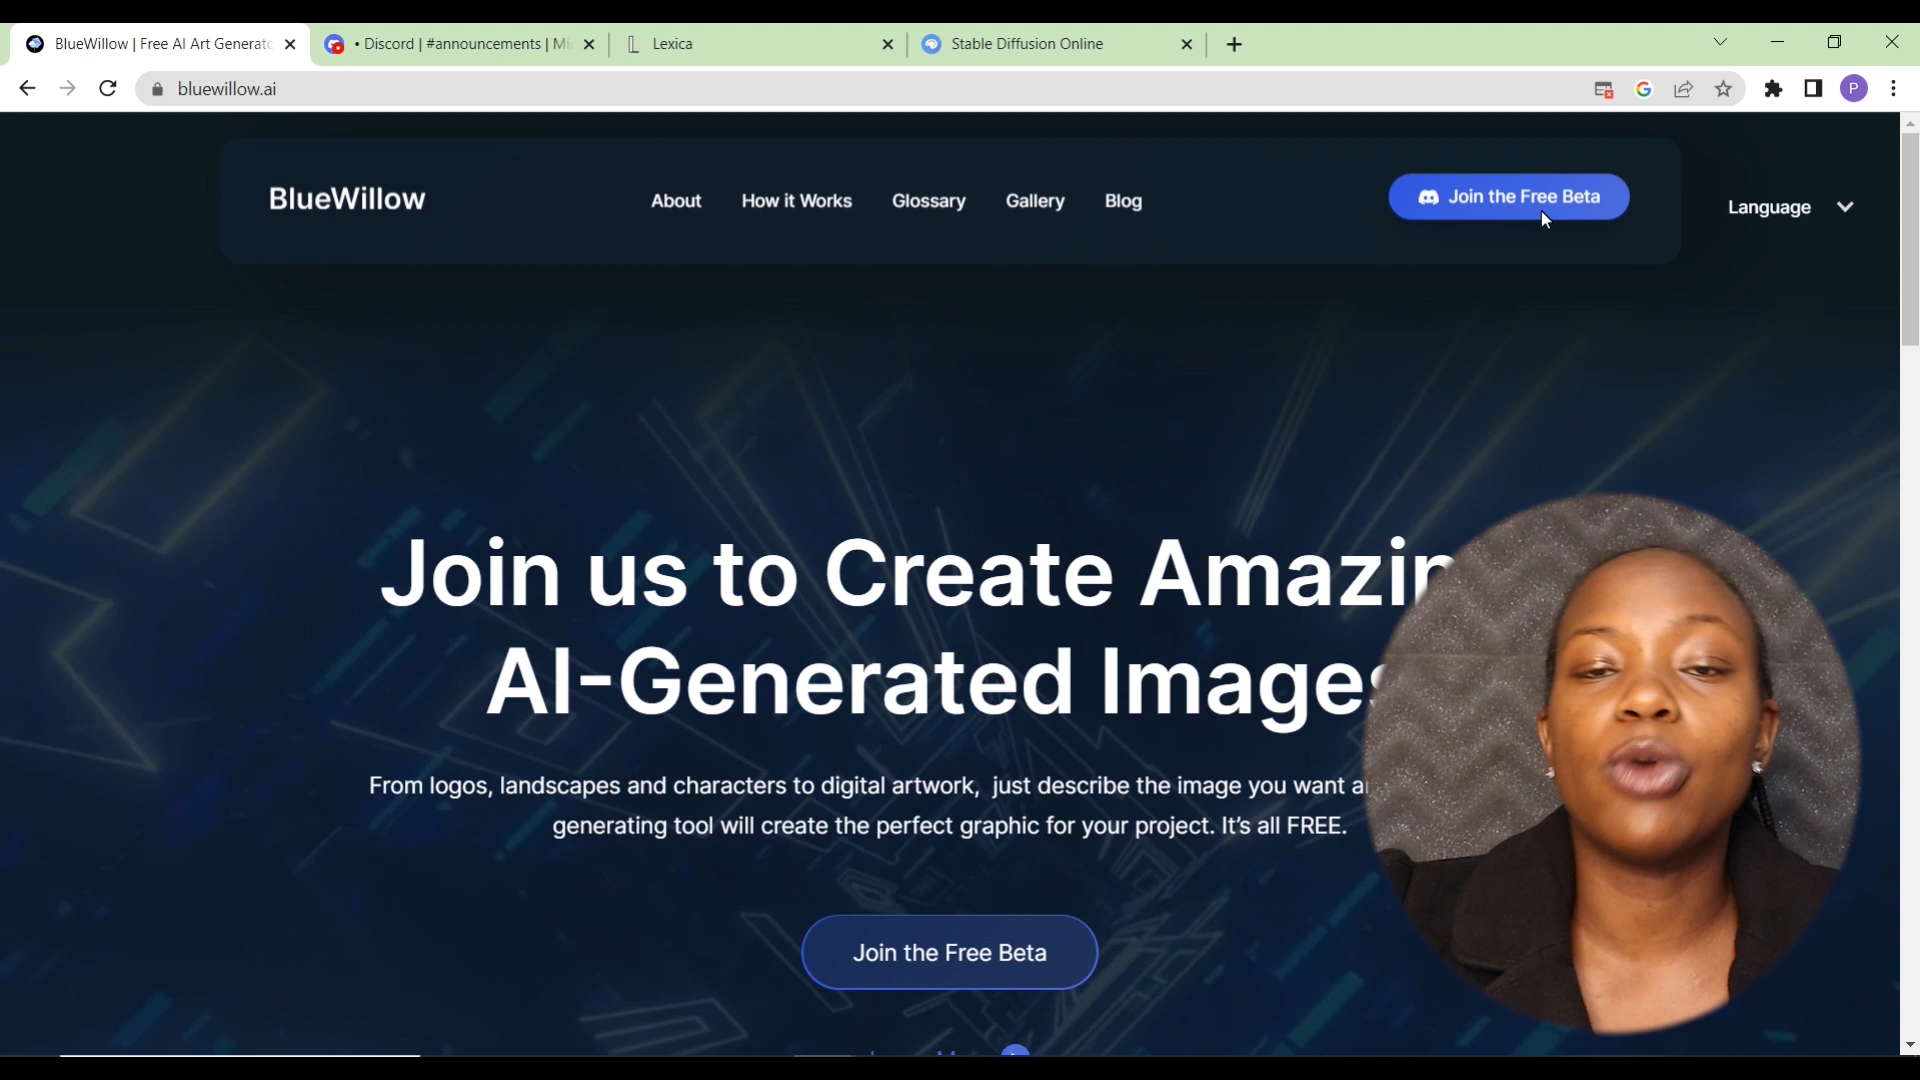 BlueWillow | Free AI Art Generato
• Discord | #announcements | Mi
Lexica
Stable Diffusion Online
bluewillow.ai
P
BlueWillow
About
How it Works
Glossary
Gallery
Blog
Join the Free Beta
Language
Join us to Create Amazin
AI-Generated Images
From logos, landscapes and characters to digital artwork, just describe the image you want a
generating tool will create the perfect graphic for your project. It's all FREE.
Join the Free Beta